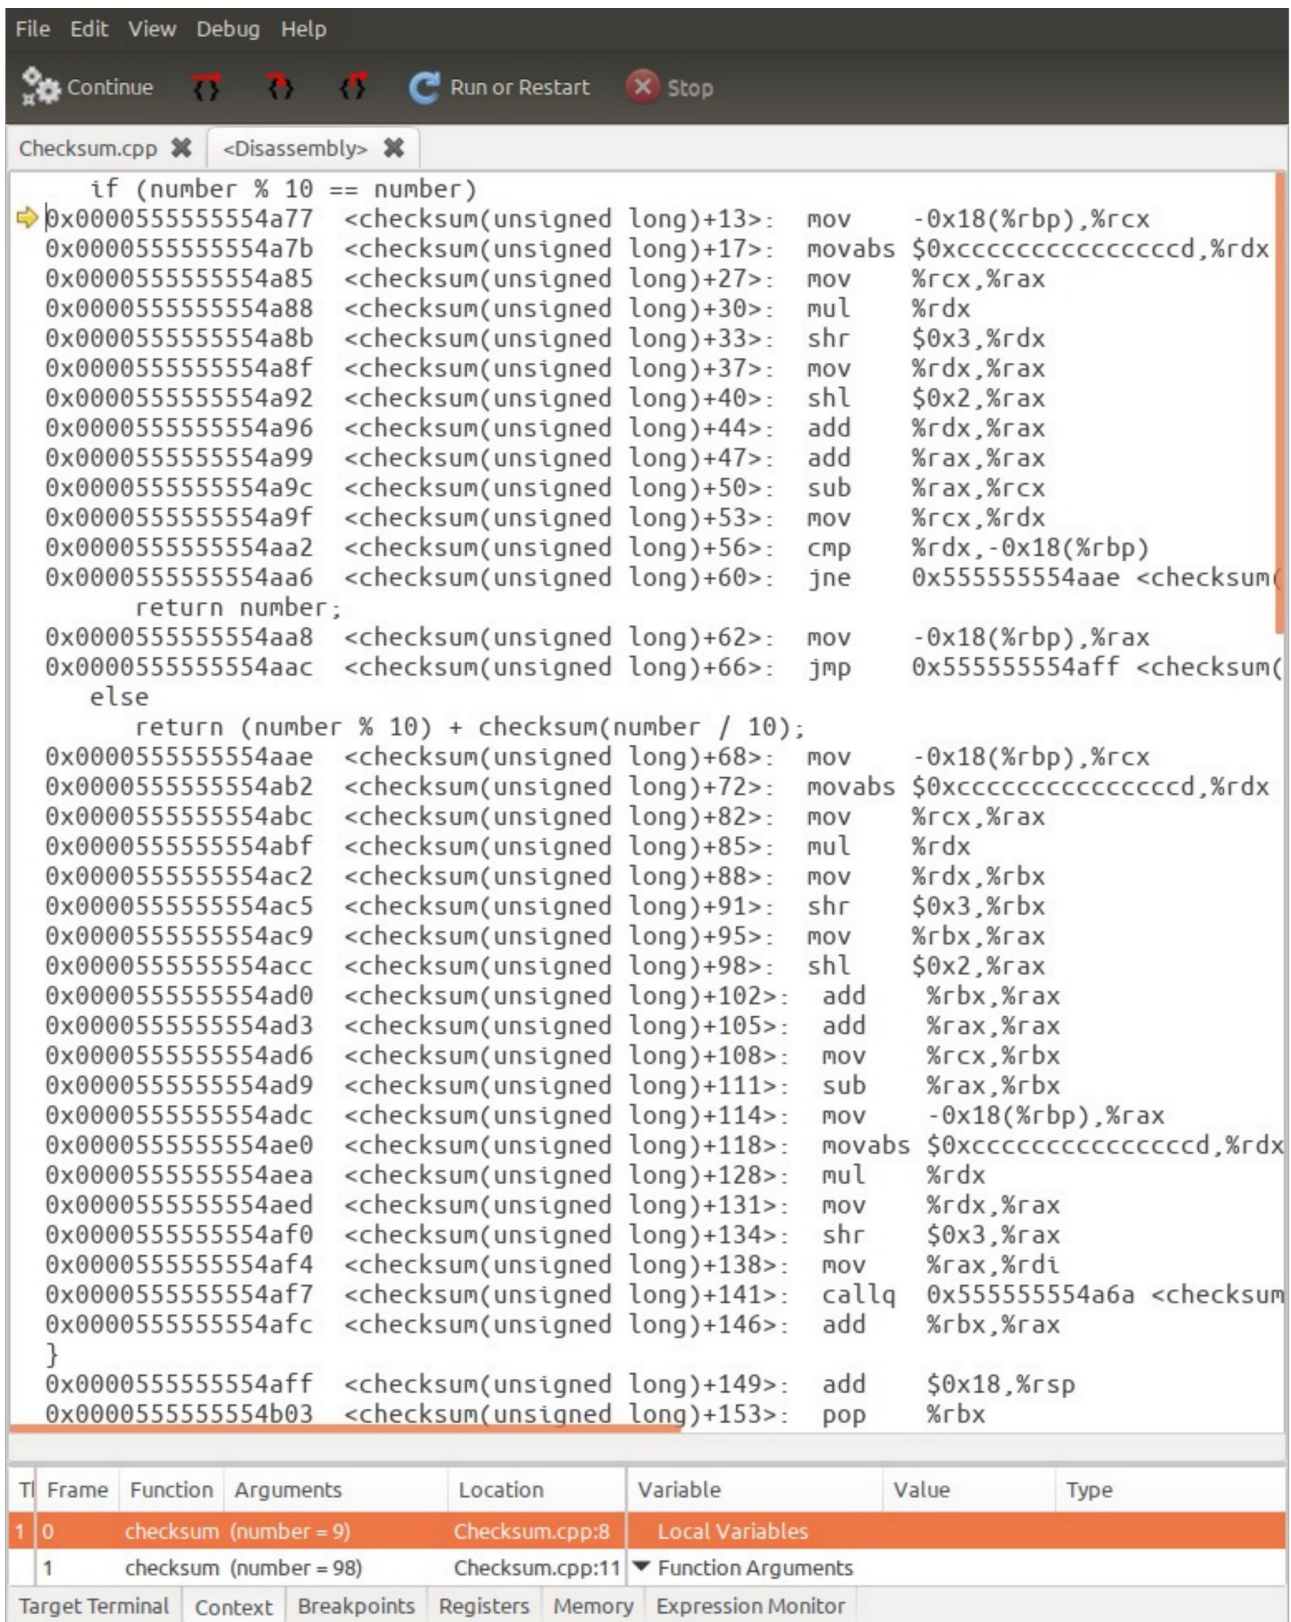 File Edit View Debug Help
Continue Run or Restart Stop
Checksum.cpp <Disassembly>
if (number % 10 == number)
0x0000555555554a77 <checksum(unsigned long)+13>: mov -0x18(%rbp),%rcx
0x0000555555554a7b <checksum(unsigned long)+17>: movabs $0xcccccccccccccccd,%rdx
0x0000555555554a85 <checksum(unsigned long)+27>: mov %rcx,%rax
0x0000555555554a88 <checksum(unsigned long)+30>: mul %rdx
0x0000555555554a8b <checksum(unsigned long)+33>: shr $0x3,%rdx
0x0000555555554a8f <checksum(unsigned long)+37>: mov %rdx,%rax
0x0000555555554a92 <checksum(unsigned long)+40>: shl $0x2,%rax
0x0000555555554a96 <checksum(unsigned long)+44>: add %rdx,%rax
0x0000555555554a99 <checksum(unsigned long)+47>: add %rax,%rax
0x0000555555554a9c <checksum(unsigned long)+50>: sub %rax,%rcx
0x0000555555554a9f <checksum(unsigned long)+53>: mov %rcx,%rdx
0x0000555555554aa2 <checksum(unsigned long)+56>: cmp %rdx,-0x18(%rbp)
0x0000555555554aa6 <checksum(unsigned long)+60>: jne 0x555555554aae <checksum(
return number;
0x0000555555554aa8 <checksum(unsigned long)+62>: mov -0x18(%rbp),%rax
0x0000555555554aac <checksum(unsigned long)+66>: jmp 0x555555554aff <checksum(
else
return (number % 10) + checksum(number / 10);
0x0000555555554aae <checksum(unsigned long)+68>: mov -0x18(%rbp),%rcx
0x0000555555554ab2 <checksum(unsigned long)+72>: movabs $0xcccccccccccccccd,%rdx
0x0000555555554abc <checksum(unsigned long)+82>: mov %rcx,%rax
0x0000555555554abf <checksum(unsigned long)+85>: mul %rdx
0x0000555555554ac2 <checksum(unsigned long)+88>: mov %rdx,%rbx
0x0000555555554ac5 <checksum(unsigned long)+91>: shr $0x3,%rbx
0x0000555555554ac9 <checksum(unsigned long)+95>: mov %rbx,%rax
0x0000555555554acc <checksum(unsigned long)+98>: shl $0x2,%rax
0x0000555555554ad0 <checksum(unsigned long)+102>: add %rbx,%rax
0x0000555555554ad3 <checksum(unsigned long)+105>: add %rax,%rax
0x0000555555554ad6 <checksum(unsigned long)+108>: mov %rcx,%rbx
0x0000555555554ad9 <checksum(unsigned long)+111>: sub %rax,%rbx
0x0000555555554adc <checksum(unsigned long)+114>: mov -0x18(%rbp),%rax
0x0000555555554ae0 <checksum(unsigned long)+118>: movabs $0xcccccccccccccccd,%rdx
0x0000555555554aea <checksum(unsigned long)+128>: mul %rdx
0x0000555555554aed <checksum(unsigned long)+131>: mov %rdx,%rax
0x0000555555554af0 <checksum(unsigned long)+134>: shr $0x3,%rax
0x0000555555554af4 <checksum(unsigned long)+138>: mov %rax,%rdi
0x0000555555554af7 <checksum(unsigned long)+141>: callq 0x555555554a6a <checksum
0x0000555555554afc <checksum(unsigned long)+146>: add %rbx,%rax
}
0x0000555555554aff <checksum(unsigned long)+149>: add $0x18,%rsp
0x0000555555554b03 <checksum(unsigned long)+153>: pop %rbx
Frame Function Arguments Location Variable Value Type
1 0 checksum (number = 9) Checksum.cpp:8 Local Variables
1 checksum (number = 98) Checksum.cpp:11 Function Arguments
Target Terminal Context Breakpoints Registers Memory Expression Monitor